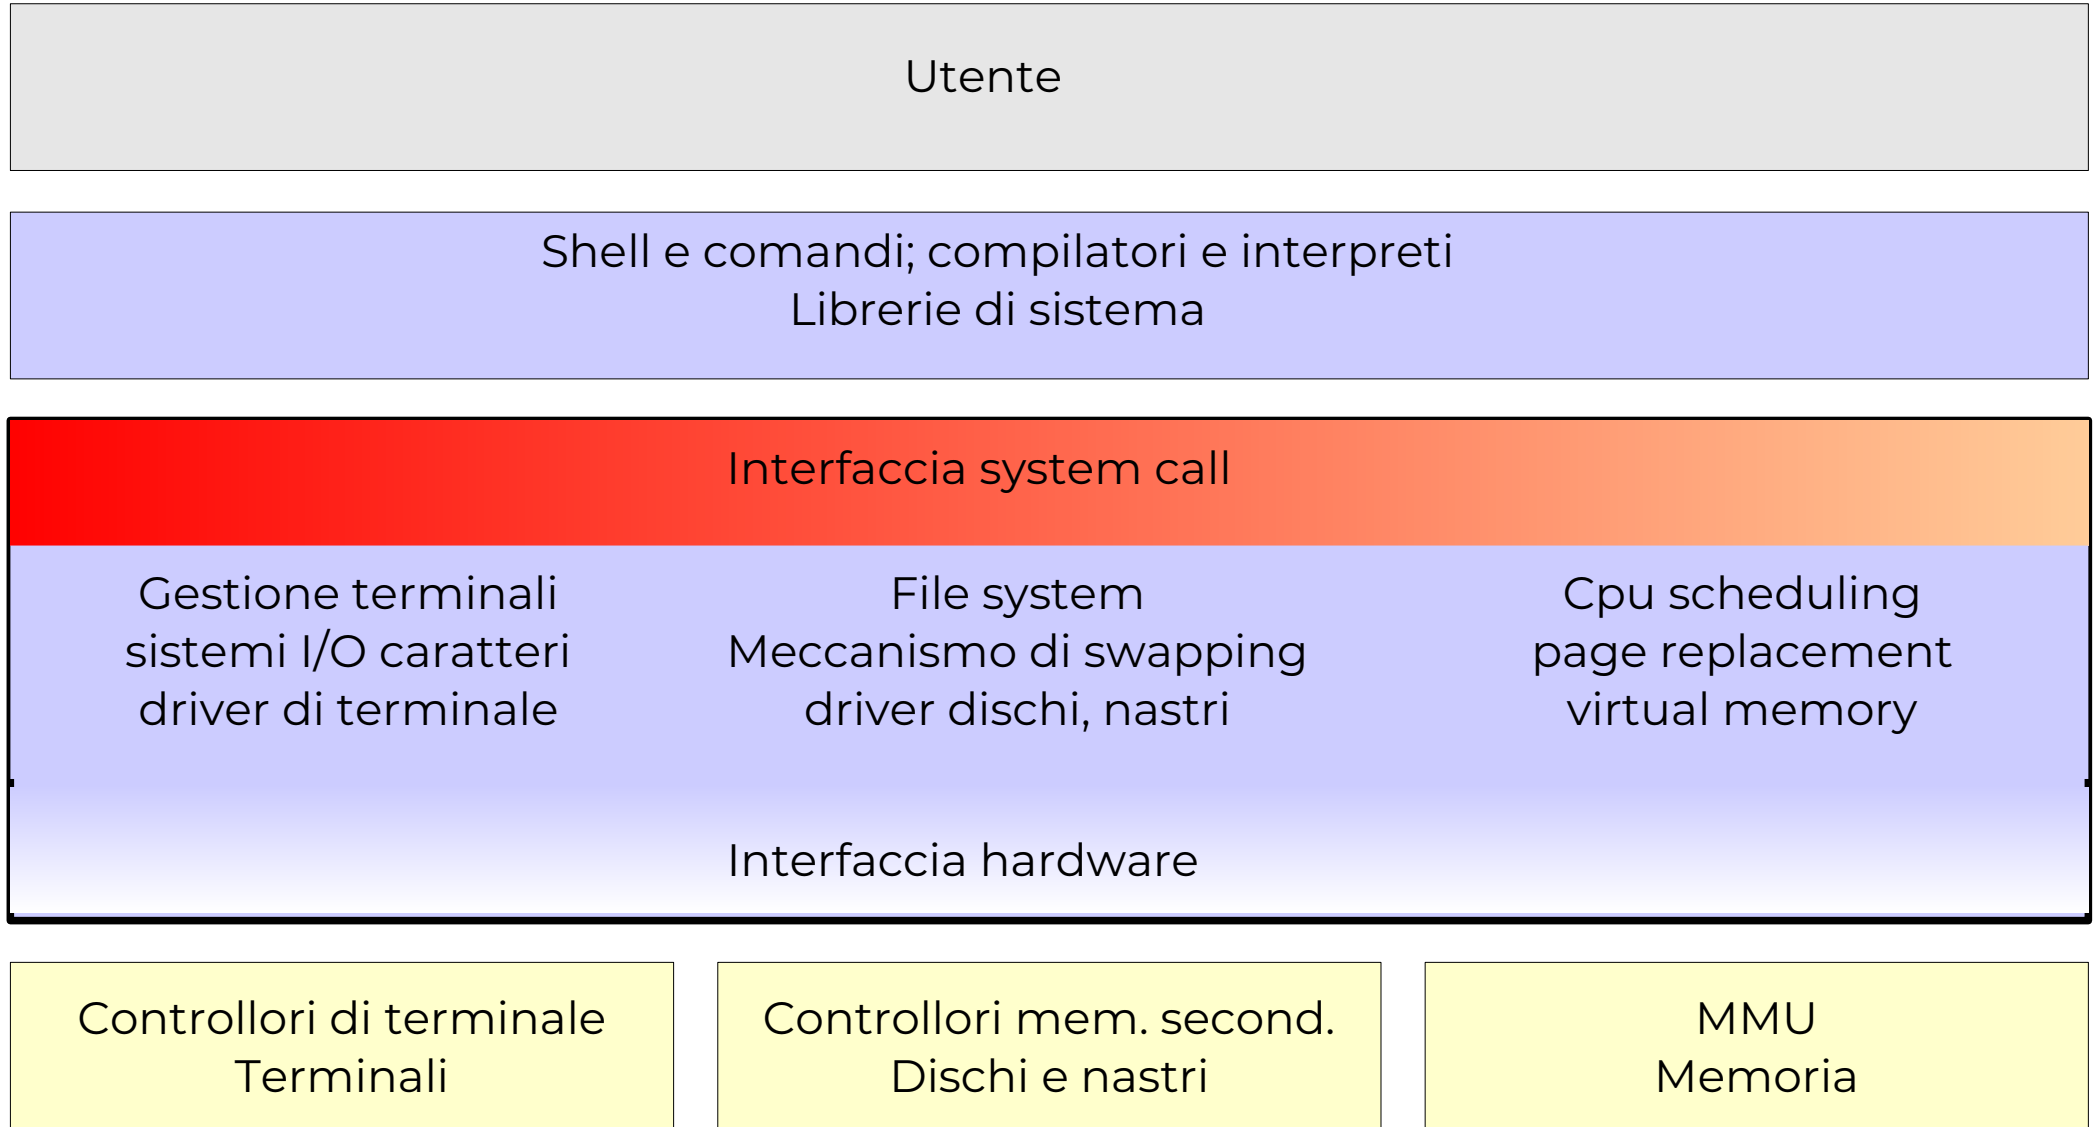 Utente
Shell e comandi; compilatori e interpreti
Librerie di sistema
Interfaccia system call
Gestione terminali
sistemi I/O caratteri
driver di terminale
File system
Meccanismo di swapping
driver dischi, nastri
Cpu scheduling
page replacement
virtual memory
Interfaccia hardware
Controllori di terminale
Terminali
Controllori mem. second.
Dischi e nastri
MMU
Memoria